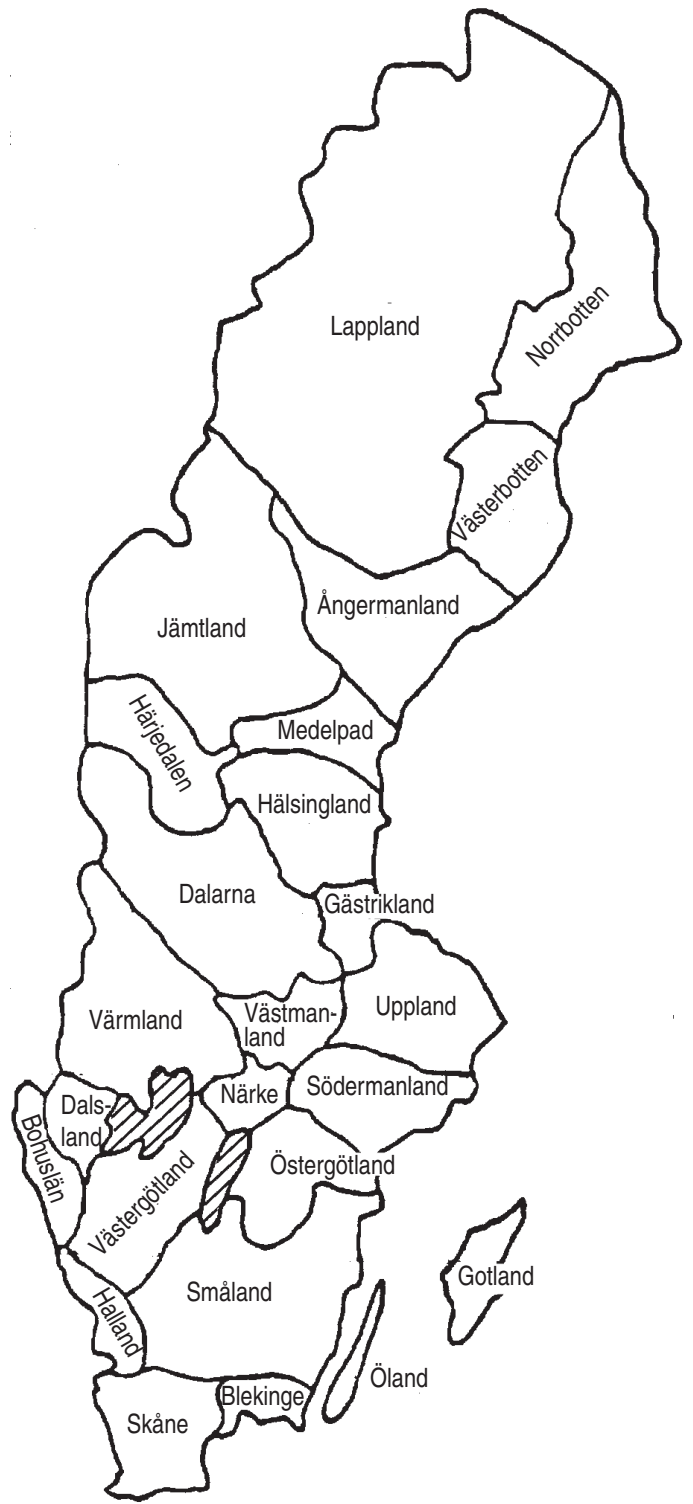 Lappland
Norrbotten
Västerbotten
Ångermanland
Jämtland
Härjedalen
Medelpad
Hälsingland
Dalarna
Gästrikland
Värmland
Västman-
land
Uppland
Dals-
land
Närke
Södermanland
Bohuslän
Västergötland
Östergötland
Småland
Gotland
Halland
Öland
Blekinge
Skåne